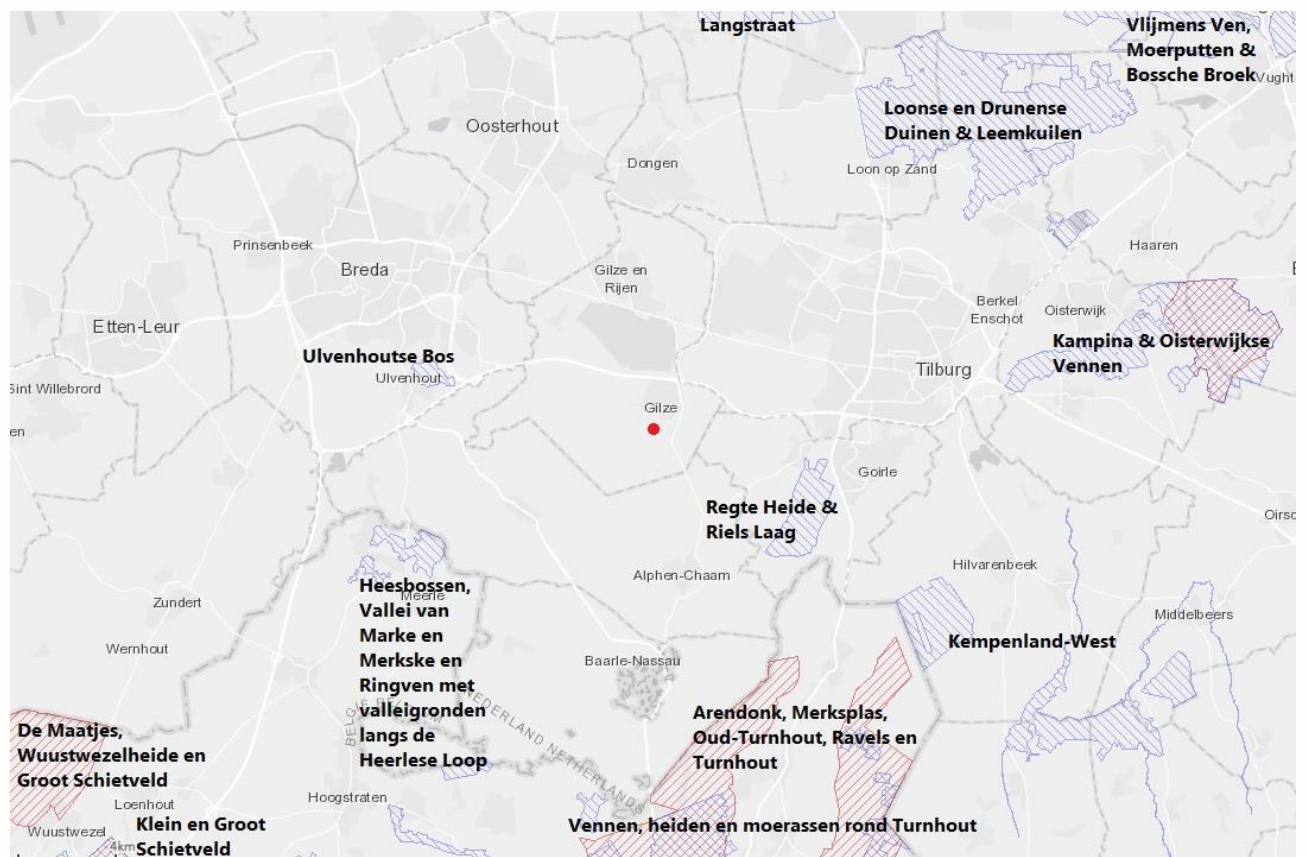 Langstraat
Vlijmens Ven,
Moerputten &
Bossche Broek
Vught
Loonse en Drunense
Duinen & Leemkuilen
Oosterhout
Dongen
Loon op Zand
Prinsenbeek
Breda
Gilze en
Rijen
Haaren
Berkel
Enschot
Oisterwijk
Etten-Leur
Kampina & Oisterwijkse
Vennen
Ulvenhoutse Bos
Ulvenhout
Tilburg
Sint Willebrord
Gilze
Goirle
Regte Heide &
Riels Laag
Hilvarenbeek
Alphen-Chaam
Heesbossen,
Vallei van
Marke en
Merkske en
Ringven met
valleigronden
langs de
Heerlese Loop
Meerle
Zundert
Wernhout
Middelbeers
Kempenland-West
Baarle-Nassau
NEDERLAND NETHERLANDS
Arendonk, Merksplas,
Oud-Turnhout, Ravels en
Turnhout
De Maatjes,
Wuustwezelheide en
Groot Schietveld
Loenhout
Hoogstraten
Wuustwezel
4km
Klein en Groot
Schietveld
Vennen, heiden en moerassen rond Turnhout